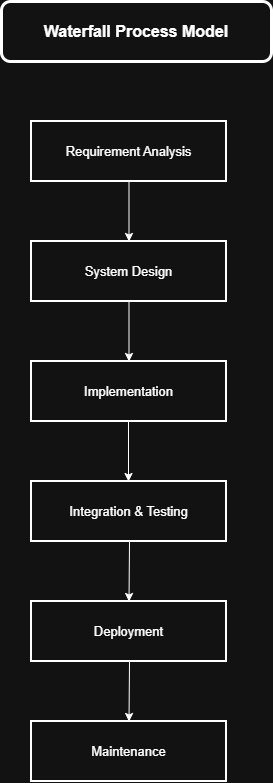 Waterfall Process Model
Requirement Analysis
System Design
Implementation
Integration & Testing
Deployment
Maintenance